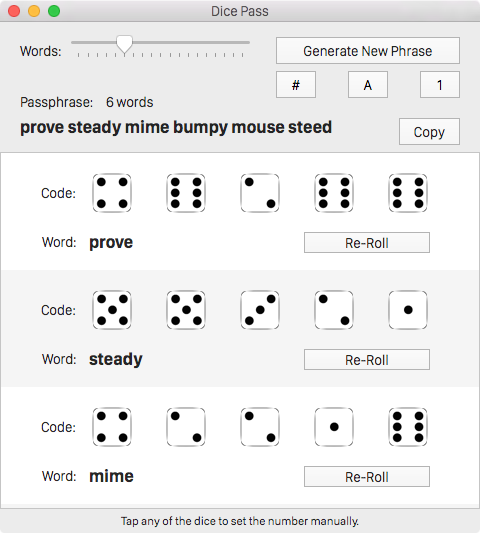 Dice Pass
Words:
Generate New Phrase
# A 1
Passphrase: 6 words
prove steady mime bumpy mouse steed
Copy
Code:
Word: prove Re-Roll
Code:
Word: steady Re-Roll
Code:
Word: mime Re-Roll
Tap any of the dice to set the number manually.